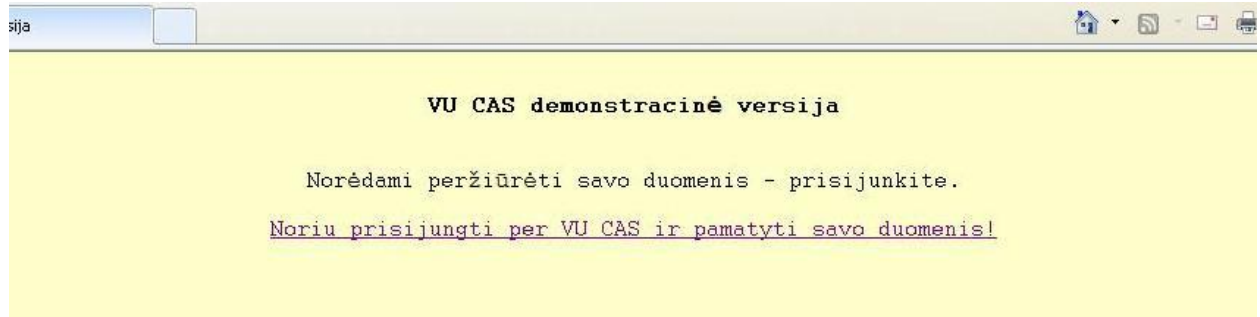 sija
VU CAS demonstracinė versija
Norėdami peržiūrėti savo duomenis - prisijunkite.
Noriu prisijungti per VU CAS ir pamatyti savo duomenis!